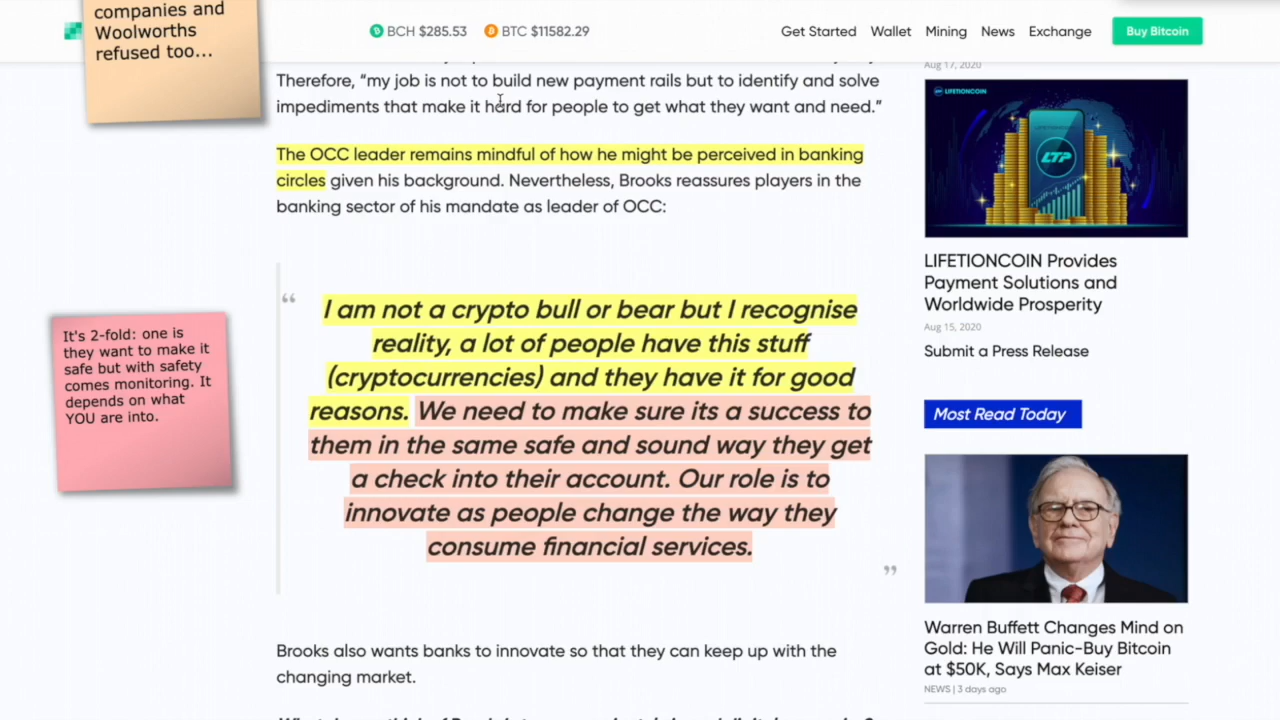 companies and
Woolworths
refused too...
BCH $285.53
BTC $11582.29
Get Started
Wallet
Mining
News
Exchange
Buy Bitcoin
Therefore, “my job is not to build new payment rails but to identify and solve
impediments that make it hard for people to get what they want and need.”
The OCC leader remains mindful of how he might be perceived in banking
circles given his background. Nevertheless, Brooks reassures players in the
banking sector of his mandate as leader of OCC:
“
I am not a crypto bull or bear but I recognise
reality, a lot of people have this stuff
(cryptocurrencies) and they have it for good
reasons. We need to make sure its a success to
them in the same safe and sound way they get
a check into their account. Our role is to
innovate as people change the way they
consume financial services.
”
It's 2-fold: one is
they want to make it
safe but with safety
comes monitoring. It
depends on what
YOU are into.
Brooks also wants banks to innovate so that they can keep up with the
changing market.
Aug 17, 2020
LIFETIONCOIN
LTP
LIFETIONCOIN Provides
Payment Solutions and
Worldwide Prosperity
Aug 15, 2020
Submit a Press Release
Most Read Today
Warren Buffett Changes Mind on
Gold: He Will Panic-Buy Bitcoin
at $50K, Says Max Keiser
NEWS | 3 days ago